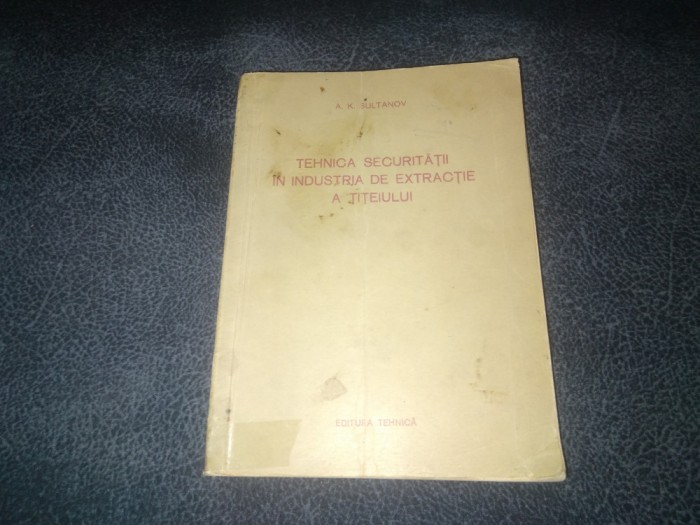 A. K. SULTANOV
TEHNICA SECURITĂȚII
ÎN INDUSTRIA DE EXTRACȚIE
A ȚIȚEIULUI
EDITURA TEHNICĂ